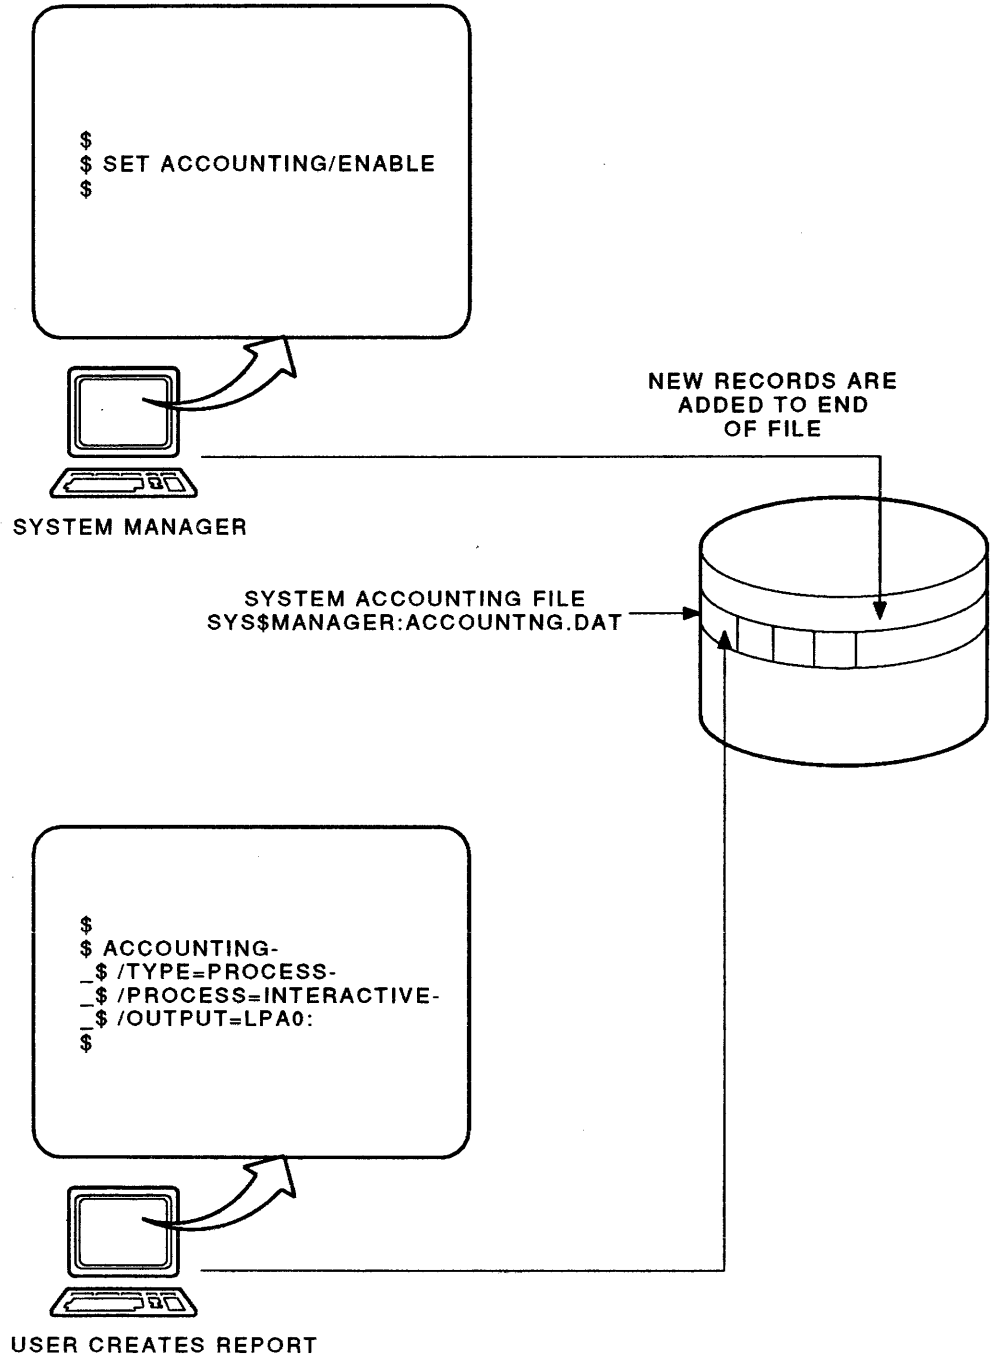 $
$ SET ACCOUNTING/ENABLE
$
NEW RECORDS ARE
ADDED TO END
OF FILE
SYSTEM MANAGER
SYSTEM ACCOUNTING FILE
SYS$MANAGER:ACCOUNTNG.DAT
$
$ ACCOUNTING-
_$ /TYPE=PROCESS-
_$ /PROCESS=INTERACTIVE-
_$ /OUTPUT=LPA0:
$
USER CREATES REPORT